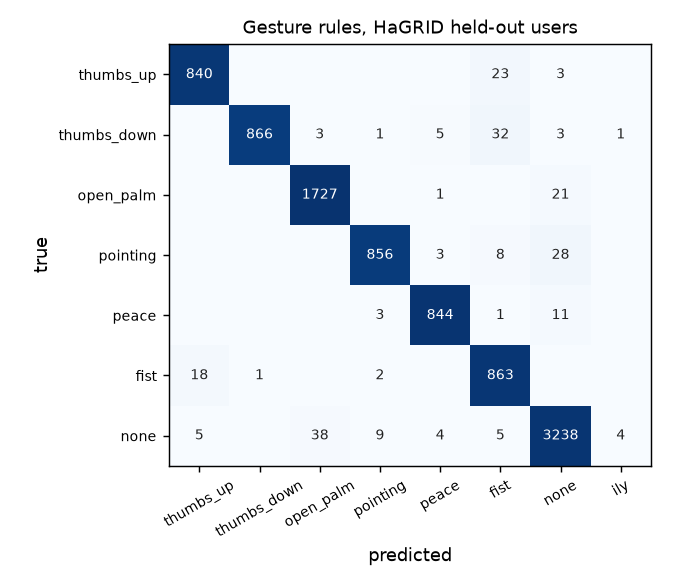 Gesture rules, HaGRID held-out users
thumbs_up 840 23 3
thumbs_down 866 3 1 5 32 3 1
open_palm 1727 1 21
pointing 856 3 8 28
peace 3 844 1 11
fist 18 1 2 863
none 5 38 9 4 5 3238 4
true
thumbs_up thumbs_down open_palm pointing peace fist none ily
predicted